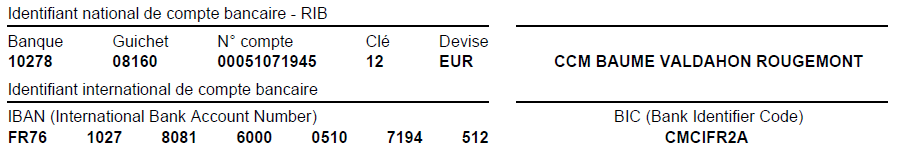 Identifiant national de compte bancaire - RIB
Banque Guichet N° compte Clé Devise
10278 08160 00051071945 12 EUR
CCM BAUME VALDAHON ROUGEMONT
Identifiant international de compte bancaire
IBAN (International Bank Account Number)
FR76 1027 8081 6000 0510 7194 512
BIC (Bank Identifier Code)
CMCIFR2A